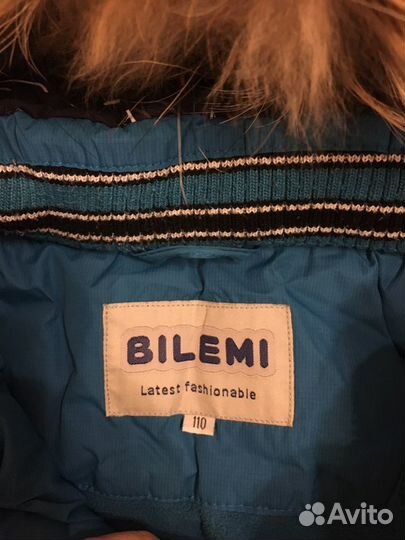 BILEMI
Latest fashionable
110
Avito